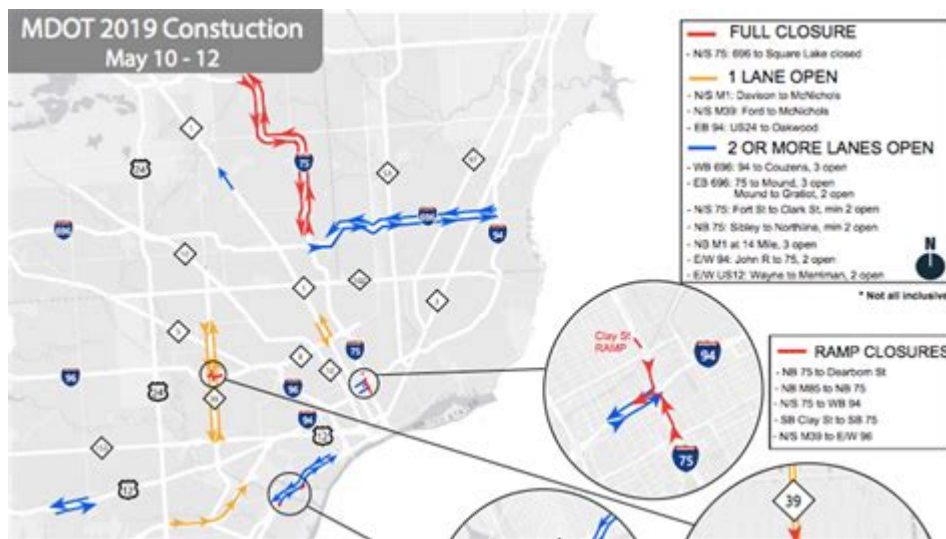 MDOT 2019 Constuction
May 10 - 12
FULL CLOSURE
- N/S 75: 696 to Square Lake closed
1 LANE OPEN
- N/S M1: Davison to McNichols
- N/S M39: Ford to McNichols
- EB 94: US24 to Oakwood
2 OR MORE LANES OPEN
- WB 696: 94 to Couzens, 3 open
- EB 696: 75 to Mound, 3 open
Mound to Gratiot, 2 open
- N/S 75: Fort St to Clark St, min 2 open
- NB 75: Sibley to Northline, min 2 open
- NB M1 at 14 Mile, 3 open
- E/W 94: John R to 75, 2 open
- E/W US12: Wayne to Merriman, 2 open
N
* Not all inclusive
RAMP CLOSURES
- NB 75 to Dearborn St
- NB M85 to NB 75
- N/S 75 to WB 94
- SB Clay St to SB 75
- N/S M39 to E/W 96
Clay St
RAMP
94
75
39
24
75
696
696
94
75
96
24
96
94
12
12
39